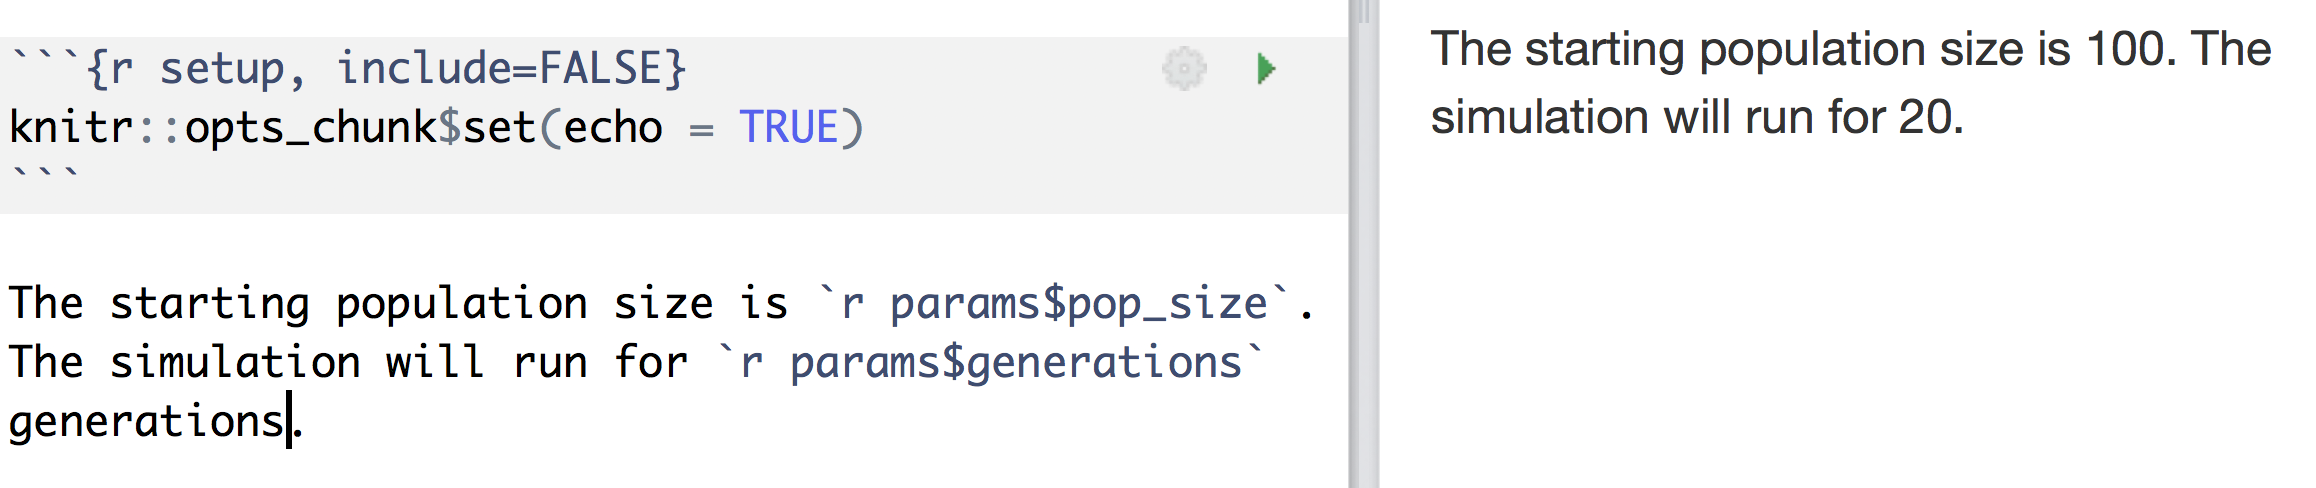 ```{r setup, include=FALSE}
knitr::opts_chunk$set(echo = TRUE)
```
The starting population size is `r params$pop_size`.
The simulation will run for `r params$generations`
generations.
The starting population size is 100. The
simulation will run for 20.